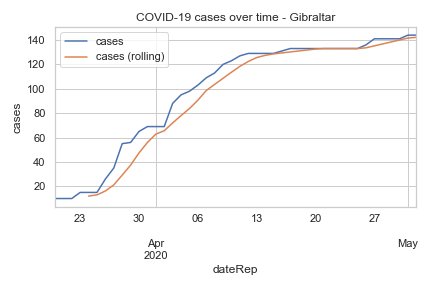 COVID-19 cases over time - Gibraltar
cases
cases (rolling)
cases
140
120
100
80
60
40
20
23
30
06
13
20
27
Apr
2020
May
dateRep